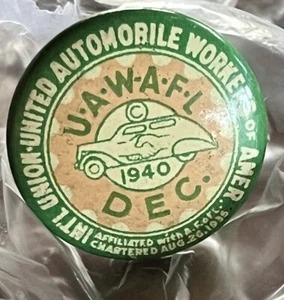 INT'L UNION-UNITED AUTOMOBILE WORKERS OF AMER.
U·A·W·A·F·L
C
1940
DEC.
AFFILIATED with A.F. of L.
CHARTERED AUG. 26, 1935